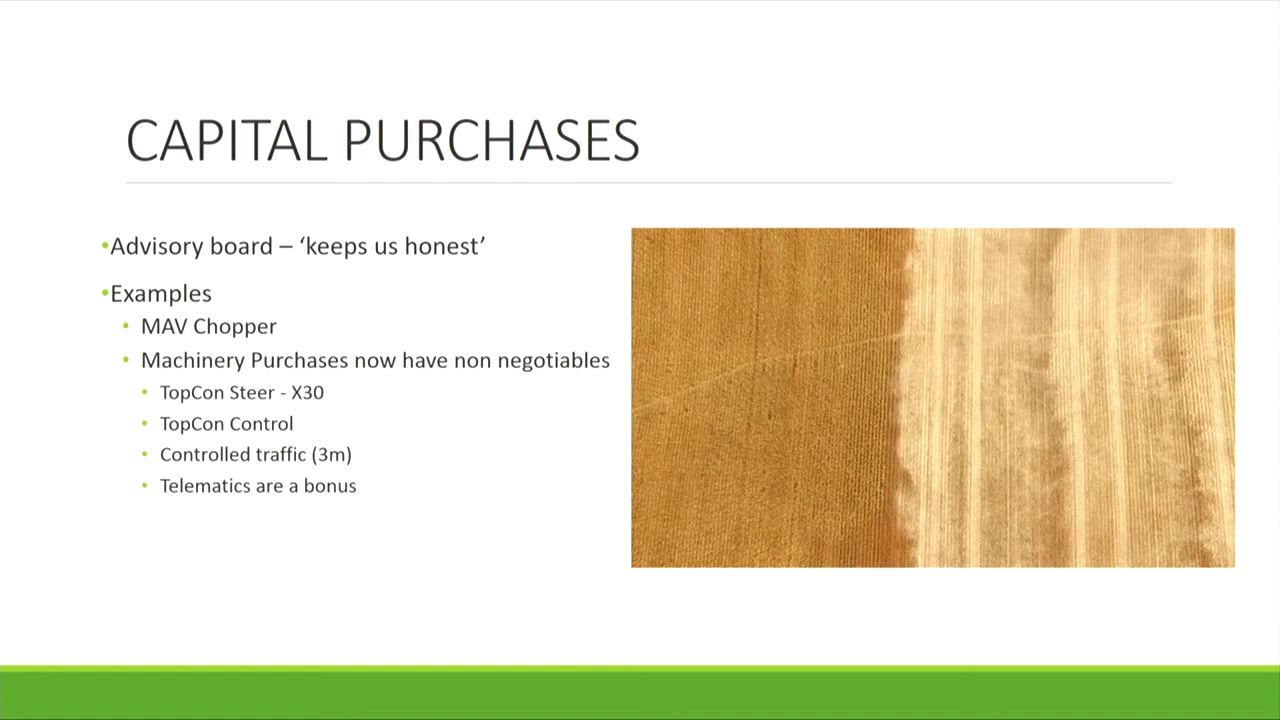 CAPITAL PURCHASES
•Advisory board – ‘keeps us honest’
•Examples
• MAV Chopper
• Machinery Purchases now have non negotiables
• TopCon Steer - X30
• TopCon Control
• Controlled traffic (3m)
• Telematics are a bonus